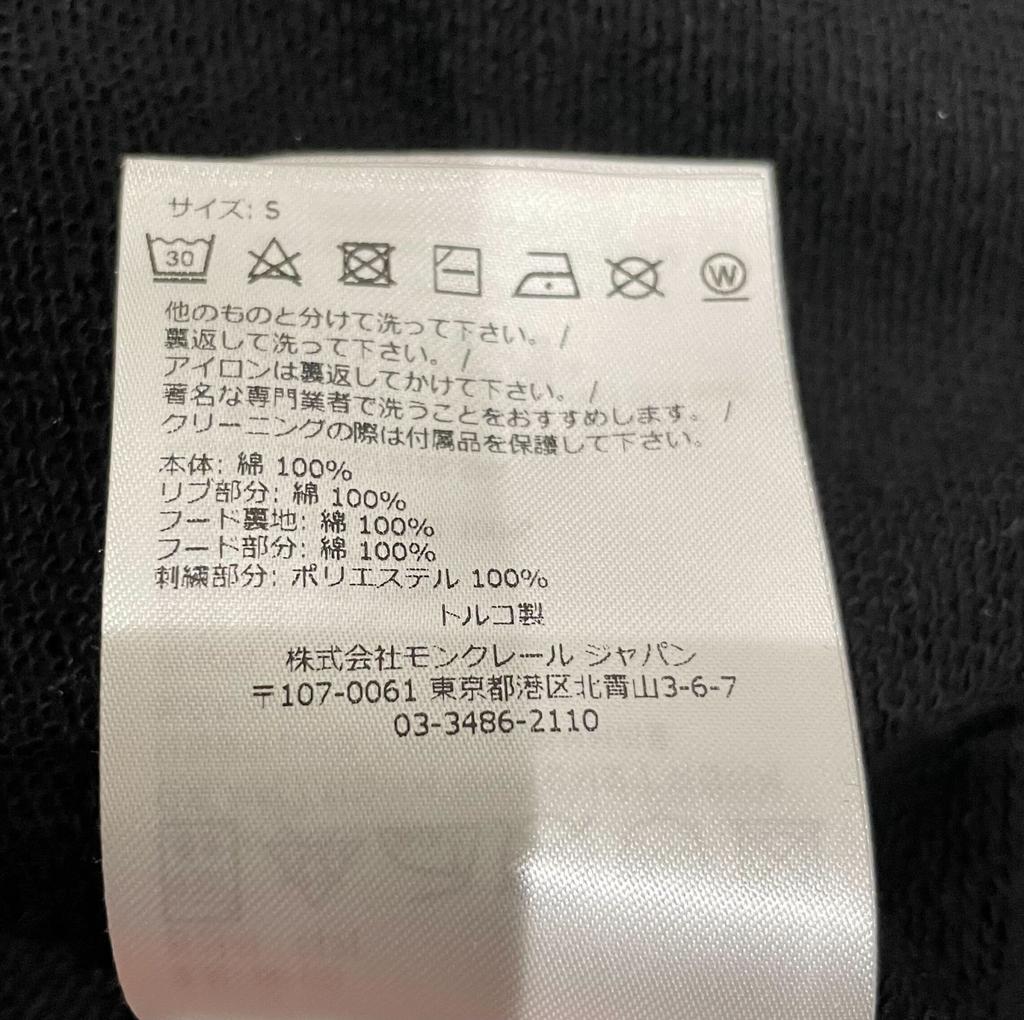 サイズ: S
30
W
他のものと分けて洗って下さい。 /
裏返して洗って下さい。 /
アイロンは裏返してかけて下さい。 /
著名な専門業者で洗うことをおすすめします。 /
クリーニングの際は付属品を保護して下さい。
本体: 綿 100%
リブ部分: 綿 100%
フード裏地: 綿 100%
フード部分: 綿 100%
刺繍部分: ポリエステル 100%
トルコ製
株式会社モンクレール ジャパン
〒107-0061 東京都港区北青山3-6-7
03-3486-2110